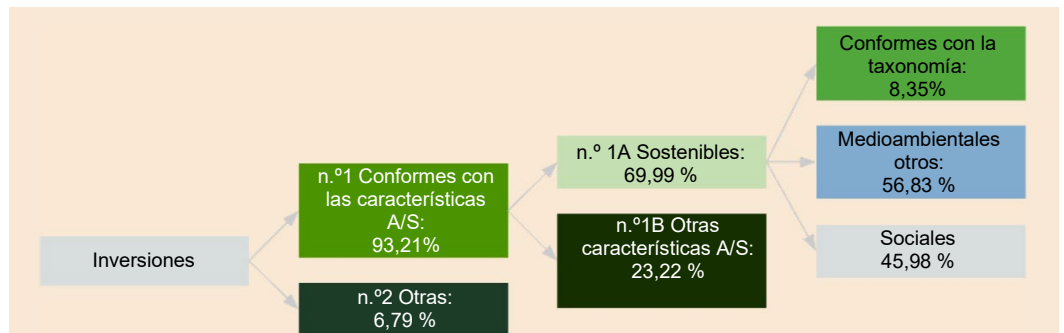 Inversiones
n.º1 Conformes con
las características
A/S:
93,21%
n.º2 Otras:
6,79 %
n.º 1A Sostenibles:
69,99 %
n.º1B Otras
características A/S:
23,22 %
Conformes con la
taxonomía:
8,35%
Medioambientales
otros:
56,83 %
Sociales
45,98 %